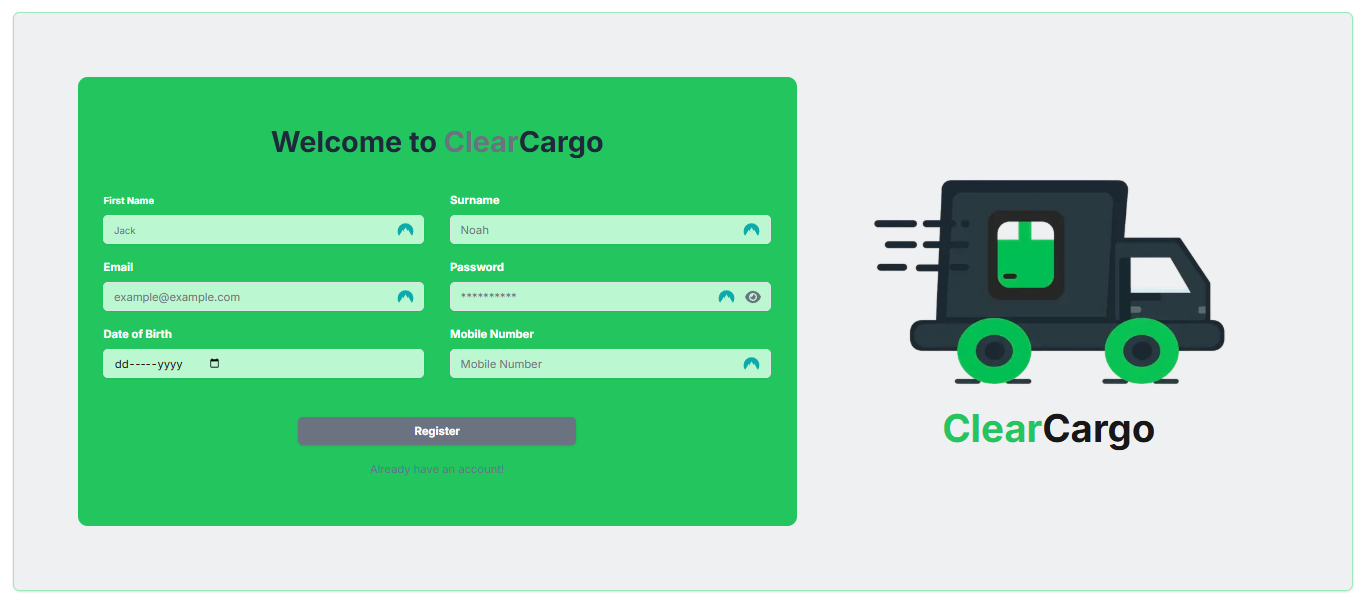 Welcome to ClearCargo
First Name
Surname
Jack
Noah
Email
Password
example@example.com
**********
Date of Birth
Mobile Number
dd-----yyyy
Mobile Number
Register
Already have an account!
ClearCargo